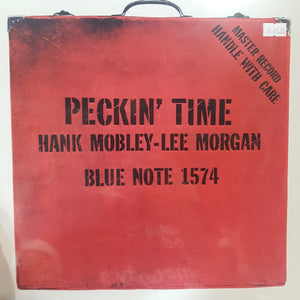 MASTER RECORD
HANDLE WITH CARE
PECKIN' TIME
HANK MOBLEY-LEE MORGAN
BLUE NOTE 1574